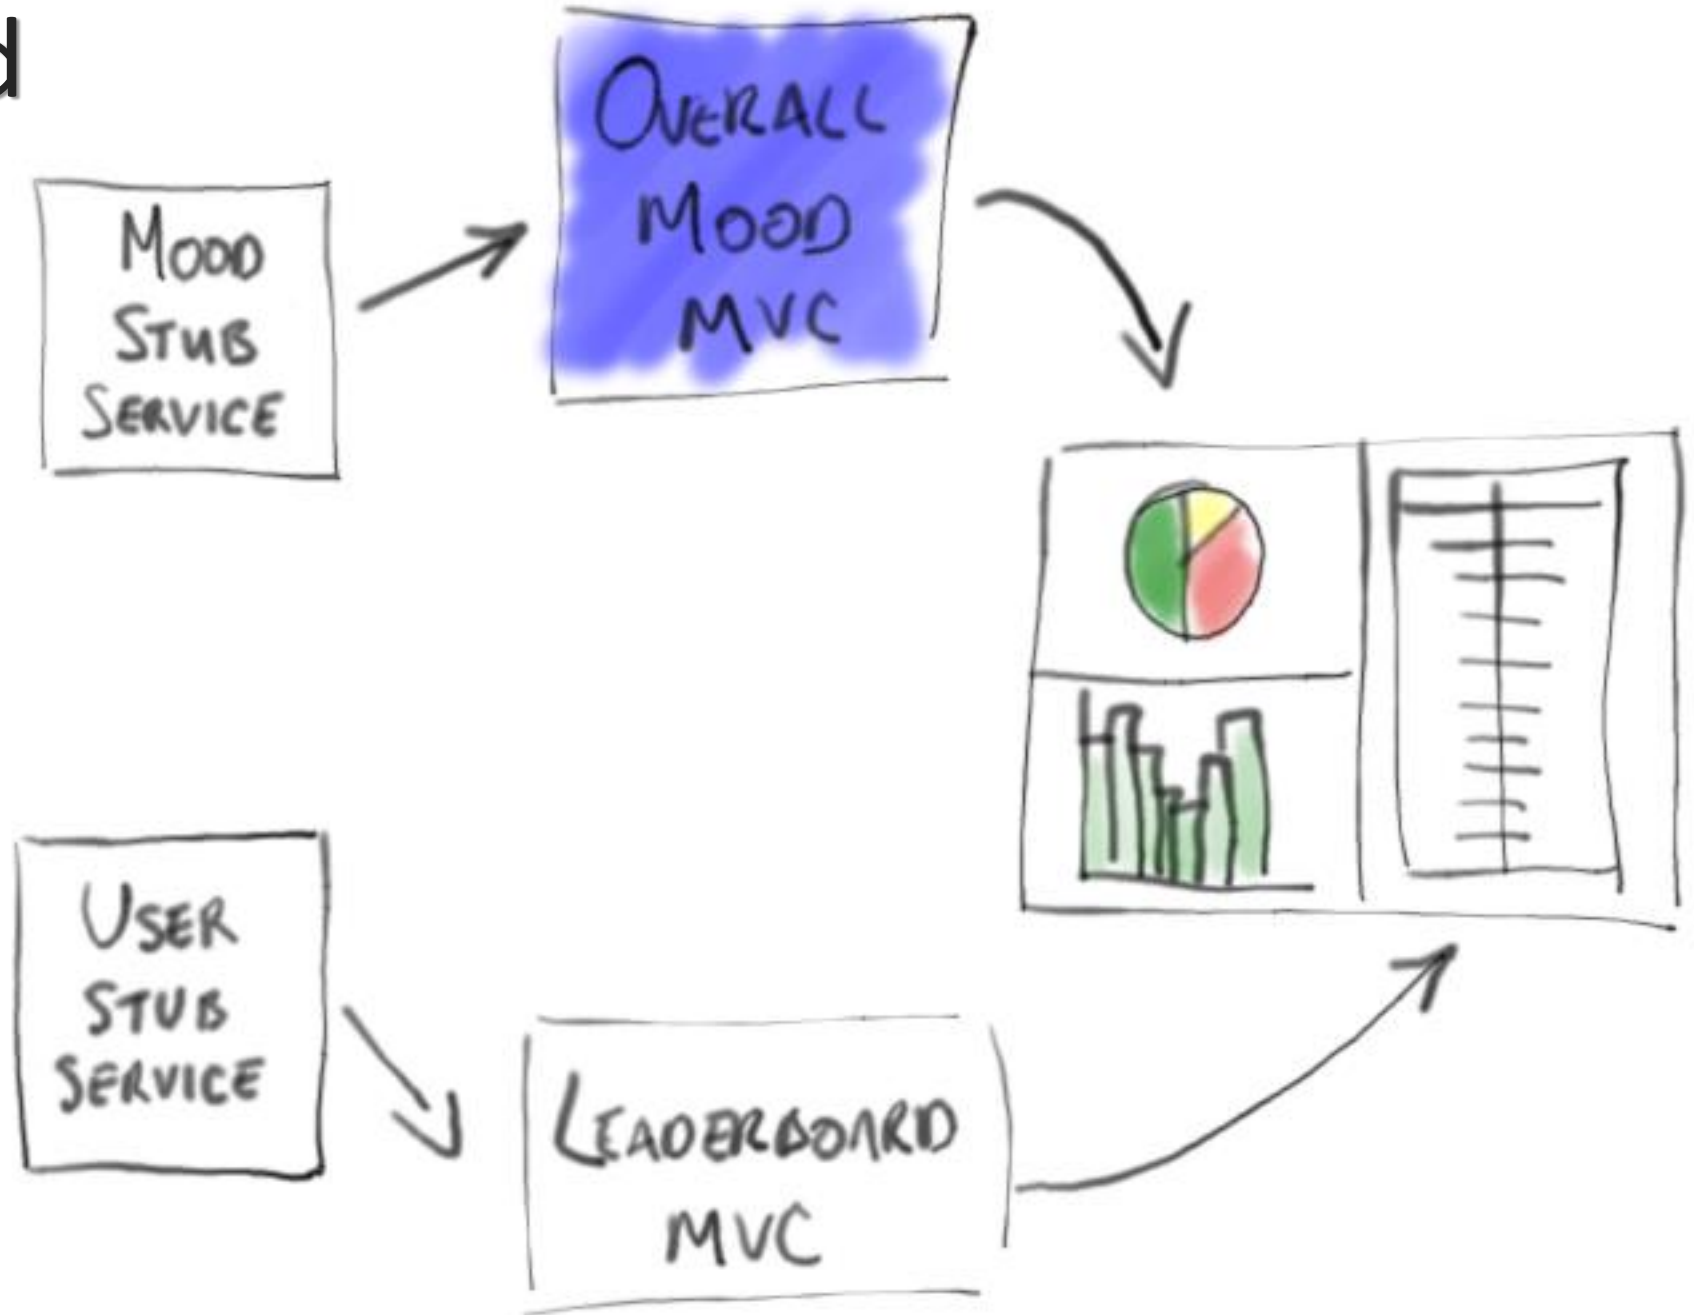 d
MOOD
STUB
SERVICE
OVERALL
MOOD
MVC
USER
STUB
SERVICE
LEADERBOARD
MVC